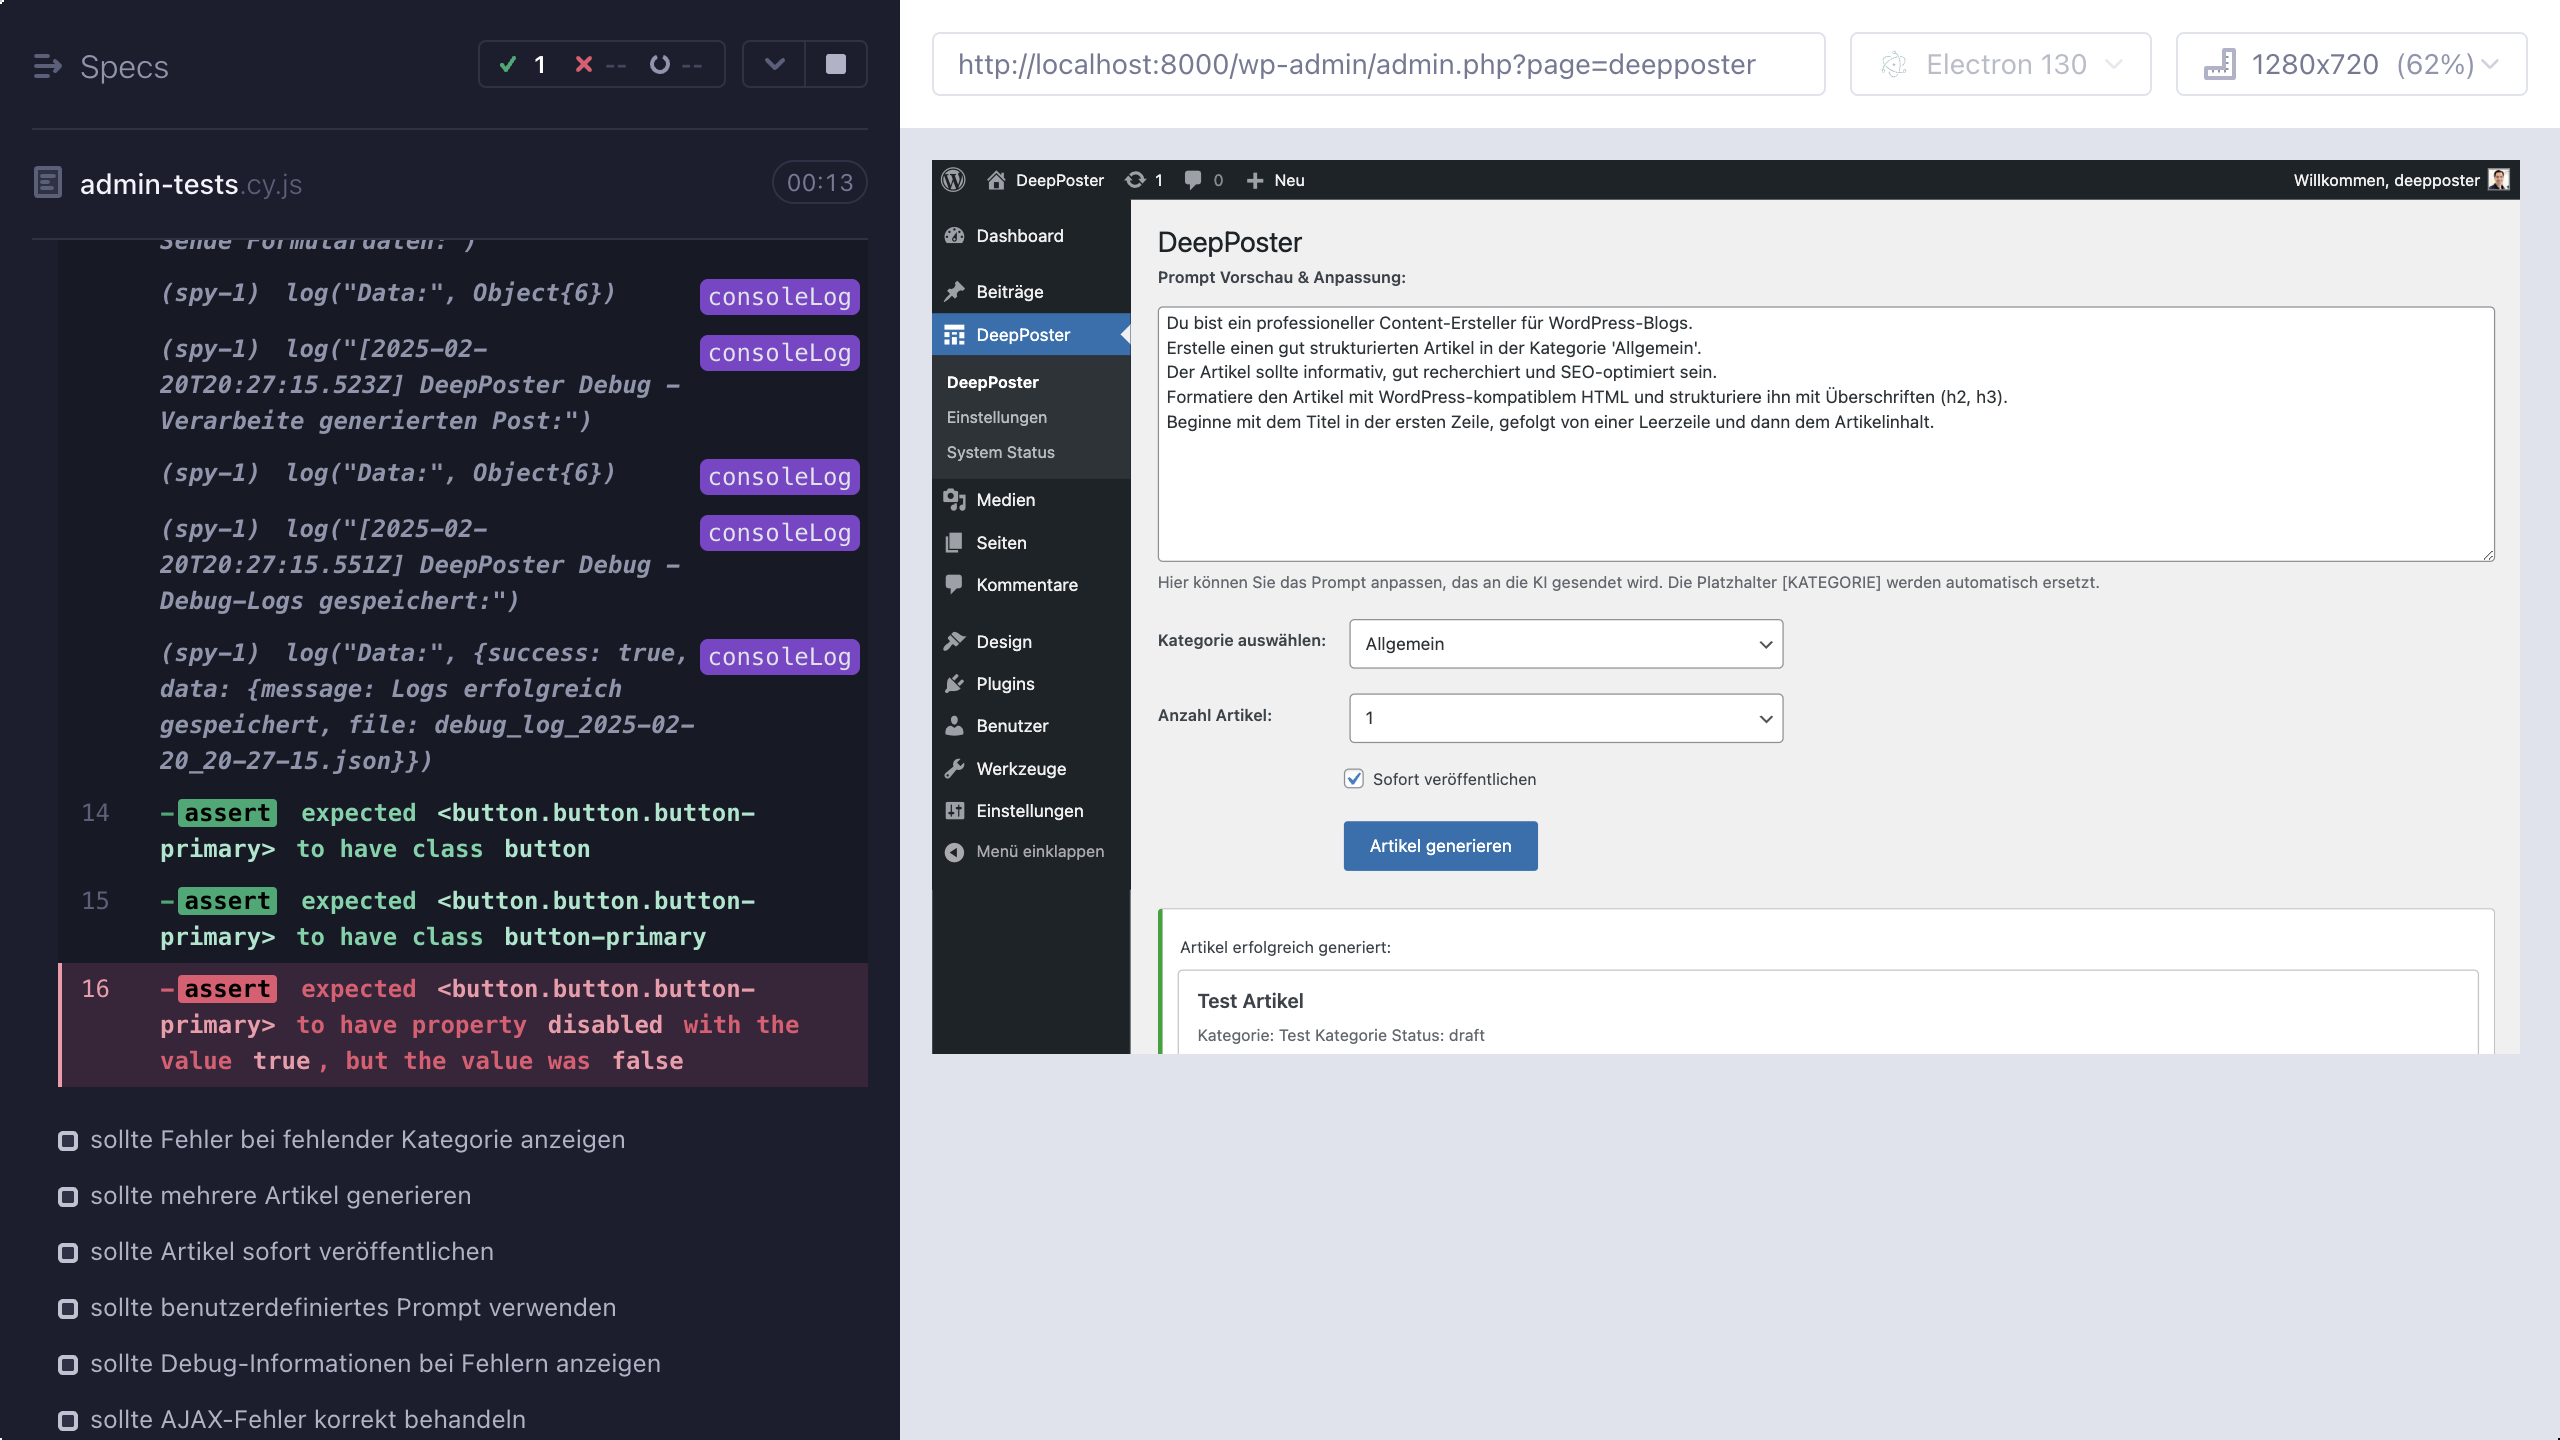 Specs
1 -- --
admin-tests.cy.js
00:13
Sende Formulardaten:")
(spy-1) log("Data:", Object{6})
consoleLog
(spy-1) log("[2025-02-
20T20:27:15.523Z] DeepPoster Debug -
Verarbeite generierten Post:")
consoleLog
(spy-1) log("Data:", Object{6})
consoleLog
(spy-1) log("[2025-02-
20T20:27:15.551Z] DeepPoster Debug -
Debug-Logs gespeichert:")
consoleLog
(spy-1) log("Data:", {success: true,
data: {message: Logs erfolgreich
gespeichert, file: debug_log_2025-02-
20_20-27-15.json}})
consoleLog
14 -assert expected <button.button.button-
primary> to have class button
15 -assert expected <button.button.button-
primary> to have class button-primary
16 -assert expected <button.button.button-
primary> to have property disabled with the
value true, but the value was false
sollte Fehler bei fehlender Kategorie anzeigen
sollte mehrere Artikel generieren
sollte Artikel sofort veröffentlichen
sollte benutzerdefiniertes Prompt verwenden
sollte Debug-Informationen bei Fehlern anzeigen
sollte AJAX-Fehler korrekt behandeln
http://localhost:8000/wp-admin/admin.php?page=deepposter
Electron 130
1280x720 (62%)
DeepPoster
1
0
+ Neu
Willkommen, deepposter
Dashboard
Beiträge
DeepPoster
DeepPoster
Einstellungen
System Status
Medien
Seiten
Kommentare
Design
Plugins
Benutzer
Werkzeuge
Einstellungen
Menü einklappen
DeepPoster
Prompt Vorschau & Anpassung:
Du bist ein professioneller Content-Ersteller für WordPress-Blogs.
Erstelle einen gut strukturierten Artikel in der Kategorie 'Allgemein'.
Der Artikel sollte informativ, gut recherchiert und SEO-optimiert sein.
Formatiere den Artikel mit WordPress-kompatiblem HTML und strukturiere ihn mit Überschriften (h2, h3).
Beginne mit dem Titel in der ersten Zeile, gefolgt von einer Leerzeile und dann dem Artikelinhalt.
Hier können Sie das Prompt anpassen, das an die KI gesendet wird. Die Platzhalter [KATEGORIE] werden automatisch ersetzt.
Kategorie auswählen:
Allgemein
Anzahl Artikel:
1
Sofort veröffentlichen
Artikel generieren
Artikel erfolgreich generiert:
Test Artikel
Kategorie: Test Kategorie Status: draft